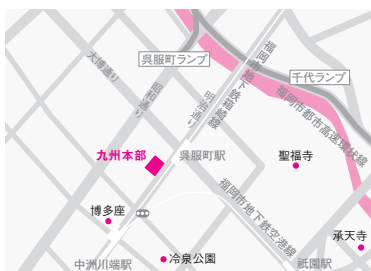 呉服町ランプ
千代ランプ
大博通り
昭和通り
明治通り
福岡市地下鉄箱崎線
福岡市都市高速環状線
九州本部
呉服町駅
聖福寺
福岡市地下鉄空港線
博多座
承天寺
冷泉公園
中洲川端駅
祇園駅